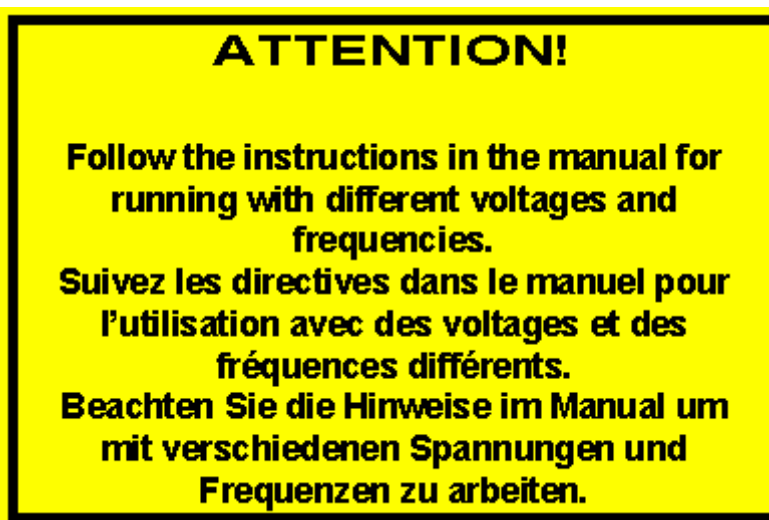 ATTENTION!
Follow the instructions in the manual for
running with different voltages and
frequencies.
Suivez les directives dans le manuel pour
l'utilisation avec des voltages et des
fréquences différents.
Beachten Sie die Hinweise im Manual um
mit verschiedenen Spannungen und
Frequenzen zu arbeiten.